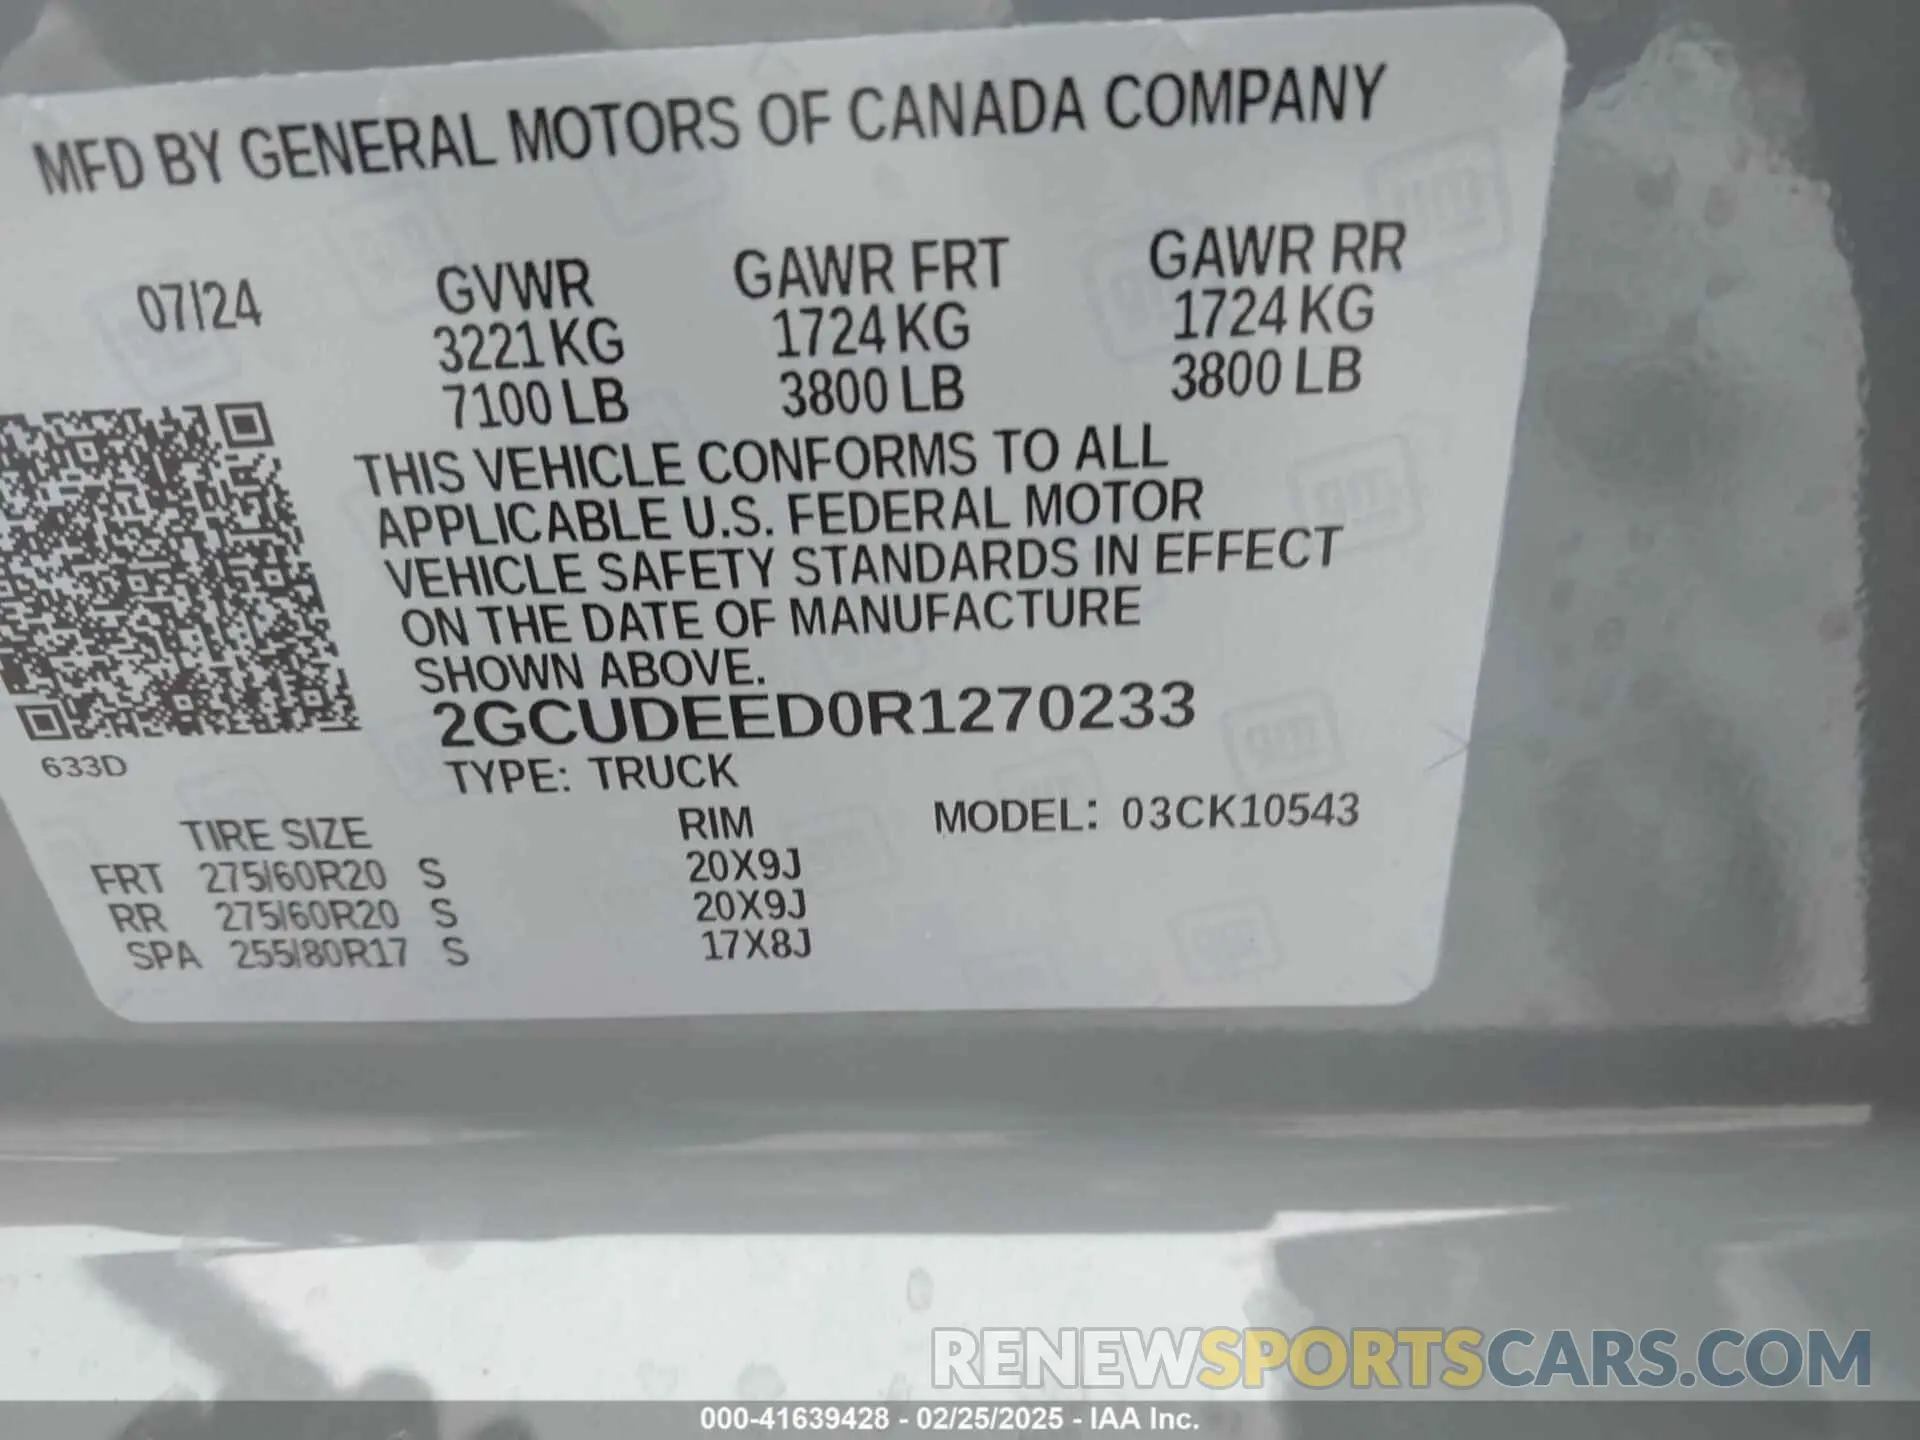 MFD BY GENERAL MOTORS OF CANADA COMPANY
07/24
GVWR GAWR FRT GAWR RR
3221 KG 1724 KG 1724 KG
7100 LB 3800 LB 3800 LB
THIS VEHICLE CONFORMS TO ALL
APPLICABLE U.S. FEDERAL MOTOR
VEHICLE SAFETY STANDARDS IN EFFECT
ON THE DATE OF MANUFACTURE
SHOWN ABOVE.
2GCUDEED0R1270233
633D
TYPE: TRUCK
TIRE SIZE RIM MODEL: 03CK10543
FRT 275/60R20 S 20X9J
RR 275/60R20 S 20X9J
SPA 255/80R17 S 17X8J
RENEWSPORTSCARS.COM
000-41639428 - 02/25/2025 - IAA Inc.